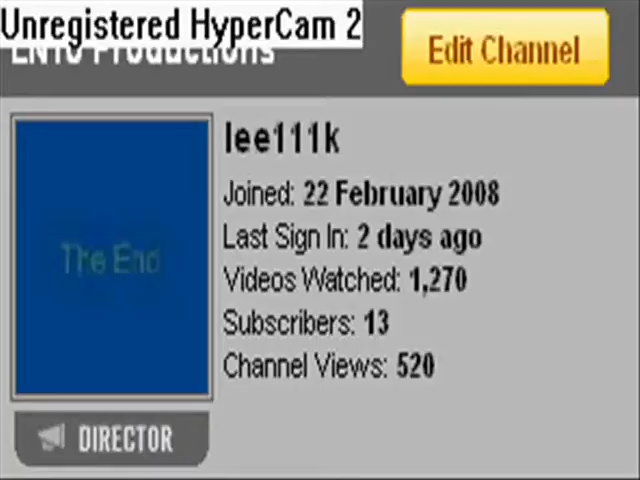 Unregistered HyperCam 2
Productions
Edit Channel
lee111k
Joined: 22 February 2008
Last Sign In: 2 days ago
Videos Watched: 1,270
Subscribers: 13
Channel Views: 520
The End
DIRECTOR